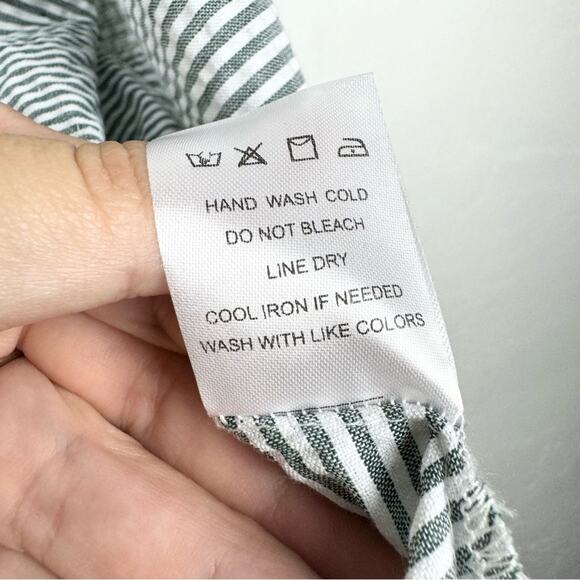 HAND WASH COLD
DO NOT BLEACH
LINE DRY
COOL IRON IF NEEDED
WASH WITH LIKE COLORS